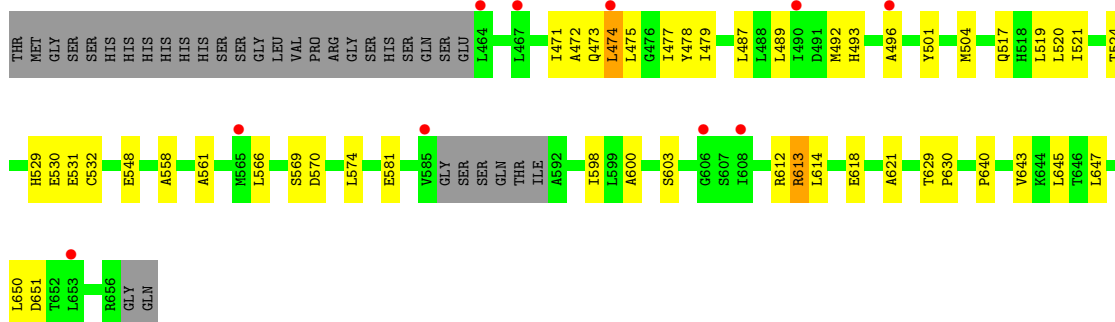 THR MET GLY SER SER HIS HIS HIS HIS HIS HIS SER SER GLY LEU VAL PRO ARG GLY SER HIS SER GLN SER GLU L464 L467 I471 A472 Q473 L474 L475 G476 I477 Y478 I479 L487 L488 L489 I490 D491 M492 H493 A496 Y501 M504 Q517 H518 L519 L520 I521 T524
H529 E530 E531 C532 E548 A558 A561 M565 L566 S569 D570 L574 E581 V585 GLY SER SER GLN THR ILE A592 I598 L599 A600 S603 G606 S607 I608 R612 R613 L614 E618 A621 T629 P630 P640 V643 K644 L645 T646 L647
L650 D651 T652 L653 R656 GLY GLN